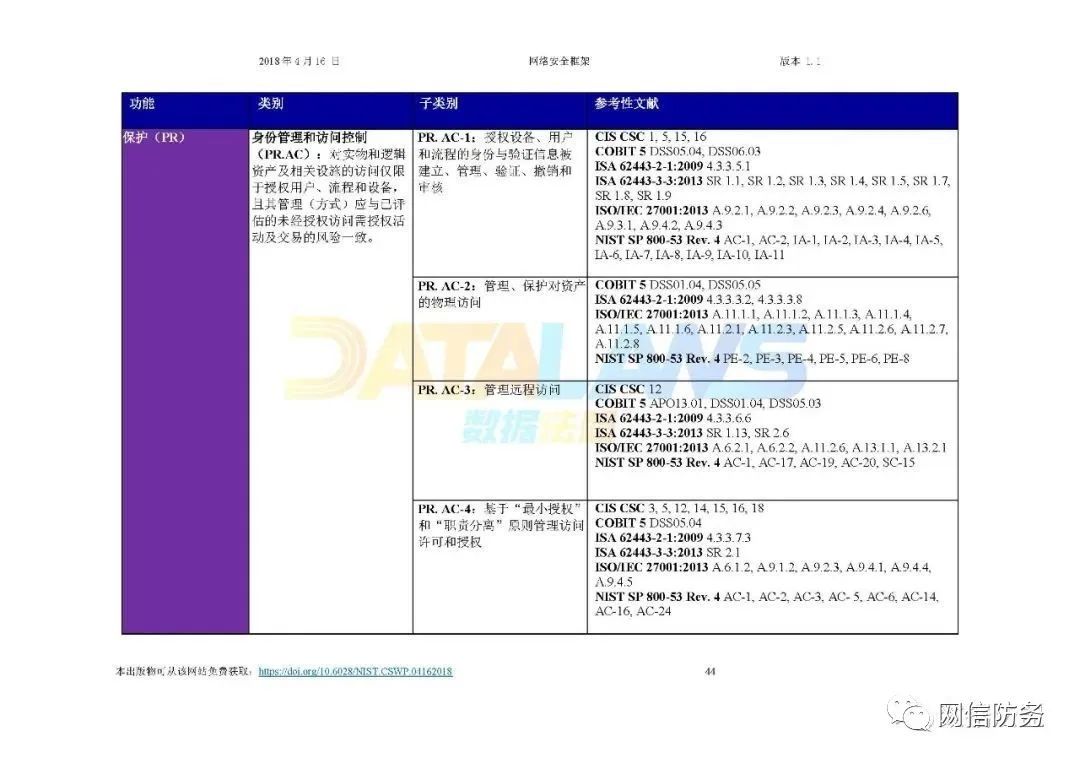 2018年4月16日 网络安全框架 版本 1.1
功能 类别 子类别 参考性文献
保护（PR）
身份管理和访问控制
（PR.AC）：对实物和逻辑
资产及相关设施的访问仅限
于授权用户、流程和设备，
且其管理（方式）应与已评
估的未经授权访问需授权活
动及交易的风险一致。
PR. AC-1：授权设备、用户
和流程的身份与验证信息被
建立、管理、验证、撤销和
审核
CIS CSC 1, 5, 15, 16
COBIT 5 DSS05.04, DSS06.03
ISA 62443-2-1:2009 4.3.3.5.1
ISA 62443-3-3:2013 SR 1.1, SR 1.2, SR 1.3, SR 1.4, SR 1.5, SR 1.7,
SR 1.8, SR 1.9
ISO/IEC 27001:2013 A.9.2.1, A.9.2.2, A.9.2.3, A.9.2.4, A.9.2.6,
A.9.3.1, A.9.4.2, A.9.4.3
NIST SP 800-53 Rev. 4 AC-1, AC-2, IA-1, IA-2, IA-3, IA-4, IA-5,
IA-6, IA-7, IA-8, IA-9, IA-10, IA-11
PR. AC-2：管理、保护对资产
的物理访问
COBIT 5 DSS01.04, DSS05.05
ISA 62443-2-1:2009 4.3.3.3.2, 4.3.3.3.8
ISO/IEC 27001:2013 A.11.1.1, A.11.1.2, A.11.1.3, A.11.1.4,
A.11.1.5, A.11.1.6, A.11.2.1, A.11.2.3, A.11.2.5, A.11.2.6, A.11.2.7,
A.11.2.8
NIST SP 800-53 Rev. 4 PE-2, PE-3, PE-4, PE-5, PE-6, PE-8
PR. AC-3：管理远程访问
CIS CSC 12
COBIT 5 APO13.01, DSS01.04, DSS05.03
ISA 62443-2-1:2009 4.3.3.6.6
ISA 62443-3-3:2013 SR 1.13, SR 2.6
ISO/IEC 27001:2013 A.6.2.1, A.6.2.2, A.11.2.6, A.13.1.1, A.13.2.1
NIST SP 800-53 Rev. 4 AC-1, AC-17, AC-19, AC-20, SC-15
PR. AC-4：基于“最小授权”
和“职责分离”原则管理访问
许可和授权
CIS CSC 3, 5, 12, 14, 15, 16, 18
COBIT 5 DSS05.04
ISA 62443-2-1:2009 4.3.3.7.3
ISA 62443-3-3:2013 SR 2.1
ISO/IEC 27001:2013 A.6.1.2, A.9.1.2, A.9.2.3, A.9.4.1, A.9.4.4,
A.9.4.5
NIST SP 800-53 Rev. 4 AC-1, AC-2, AC-3, AC- 5, AC-6, AC-14,
AC-16, AC-24
DATALAWS
数据法盟
本出版物可从该网站免费获取：https://doi.org/10.6028/NIST.CSWP.04162018 44
网信防务